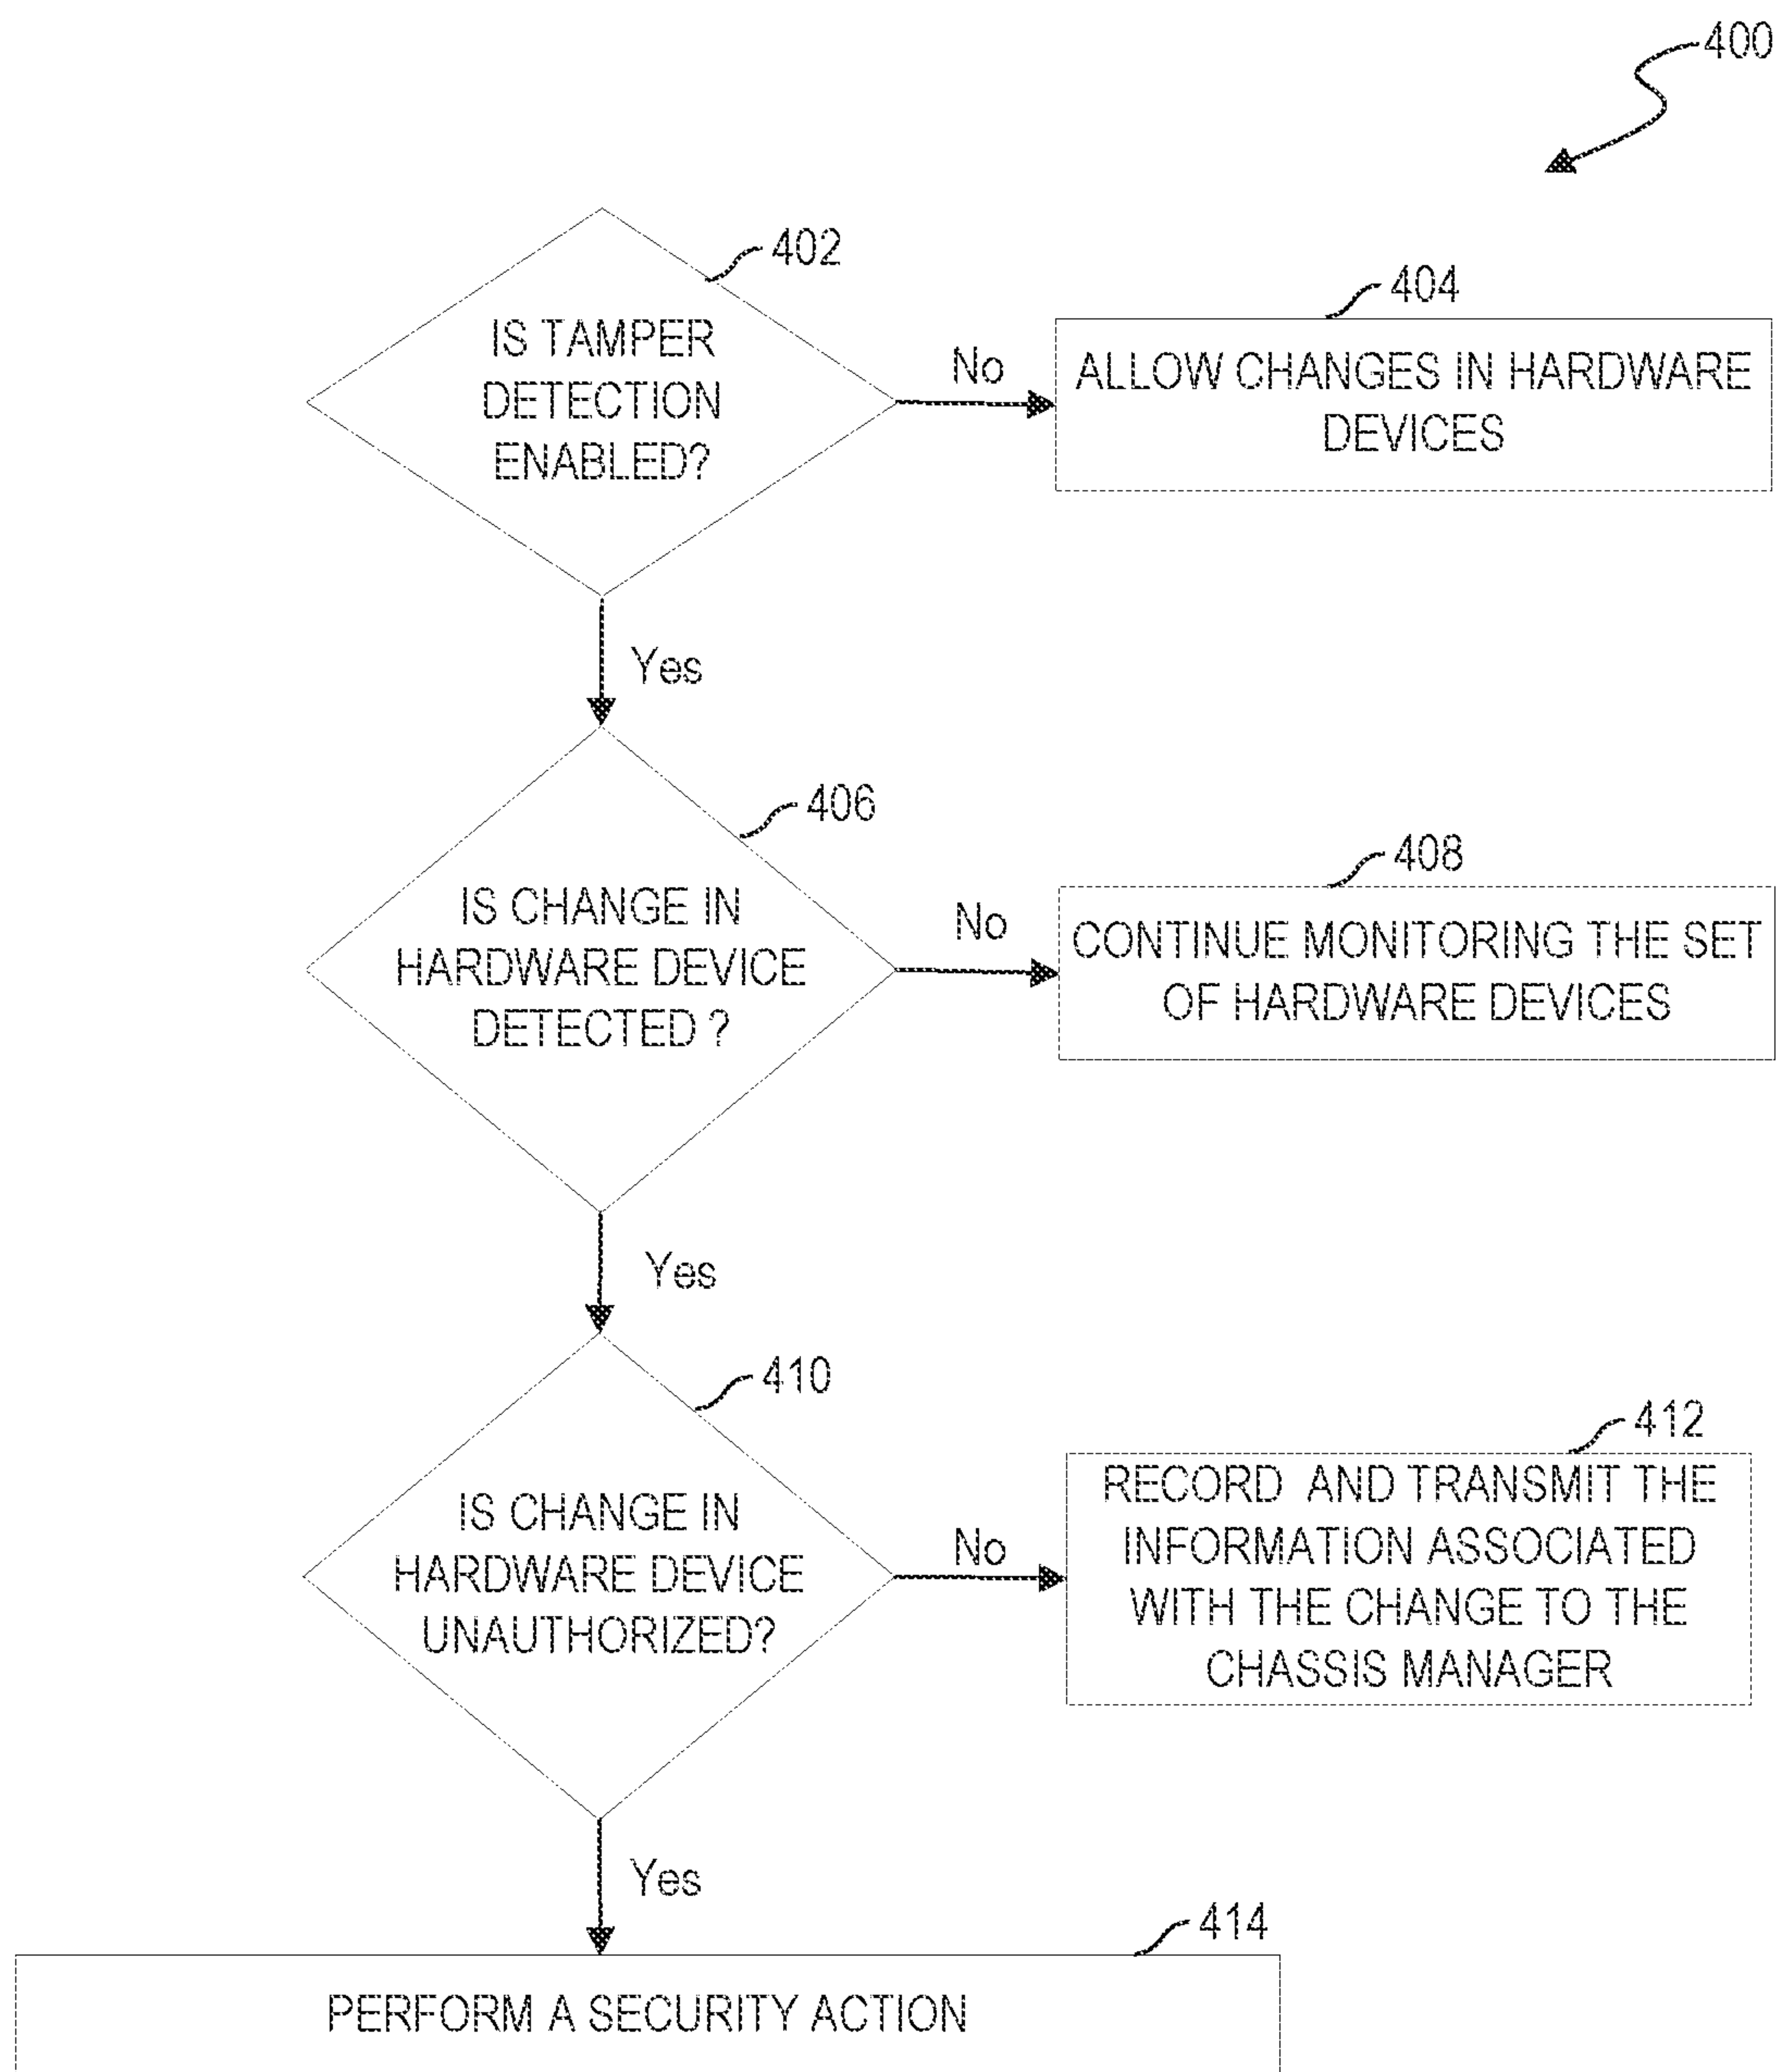 400
402
IS TAMPER
DETECTION
ENABLED?
No
404
ALLOW CHANGES IN HARDWARE
DEVICES
Yes
406
IS CHANGE IN
HARDWARE DEVICE
DETECTED ?
No
408
CONTINUE MONITORING THE SET
OF HARDWARE DEVICES
Yes
410
IS CHANGE IN
HARDWARE DEVICE
UNAUTHORIZED?
No
412
RECORD AND TRANSMIT THE
INFORMATION ASSOCIATED
WITH THE CHANGE TO THE
CHASSIS MANAGER
Yes
414
PERFORM A SECURITY ACTION